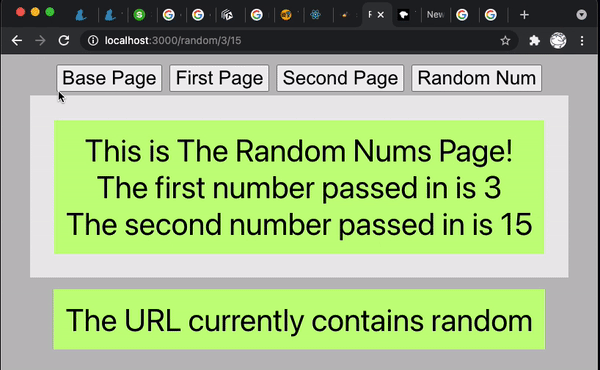 New
localhost:3000/random/3/15
Base Page First Page Second Page Random Num
This is The Random Nums Page!
The first number passed in is 3
The second number passed in is 15
The URL currently contains random